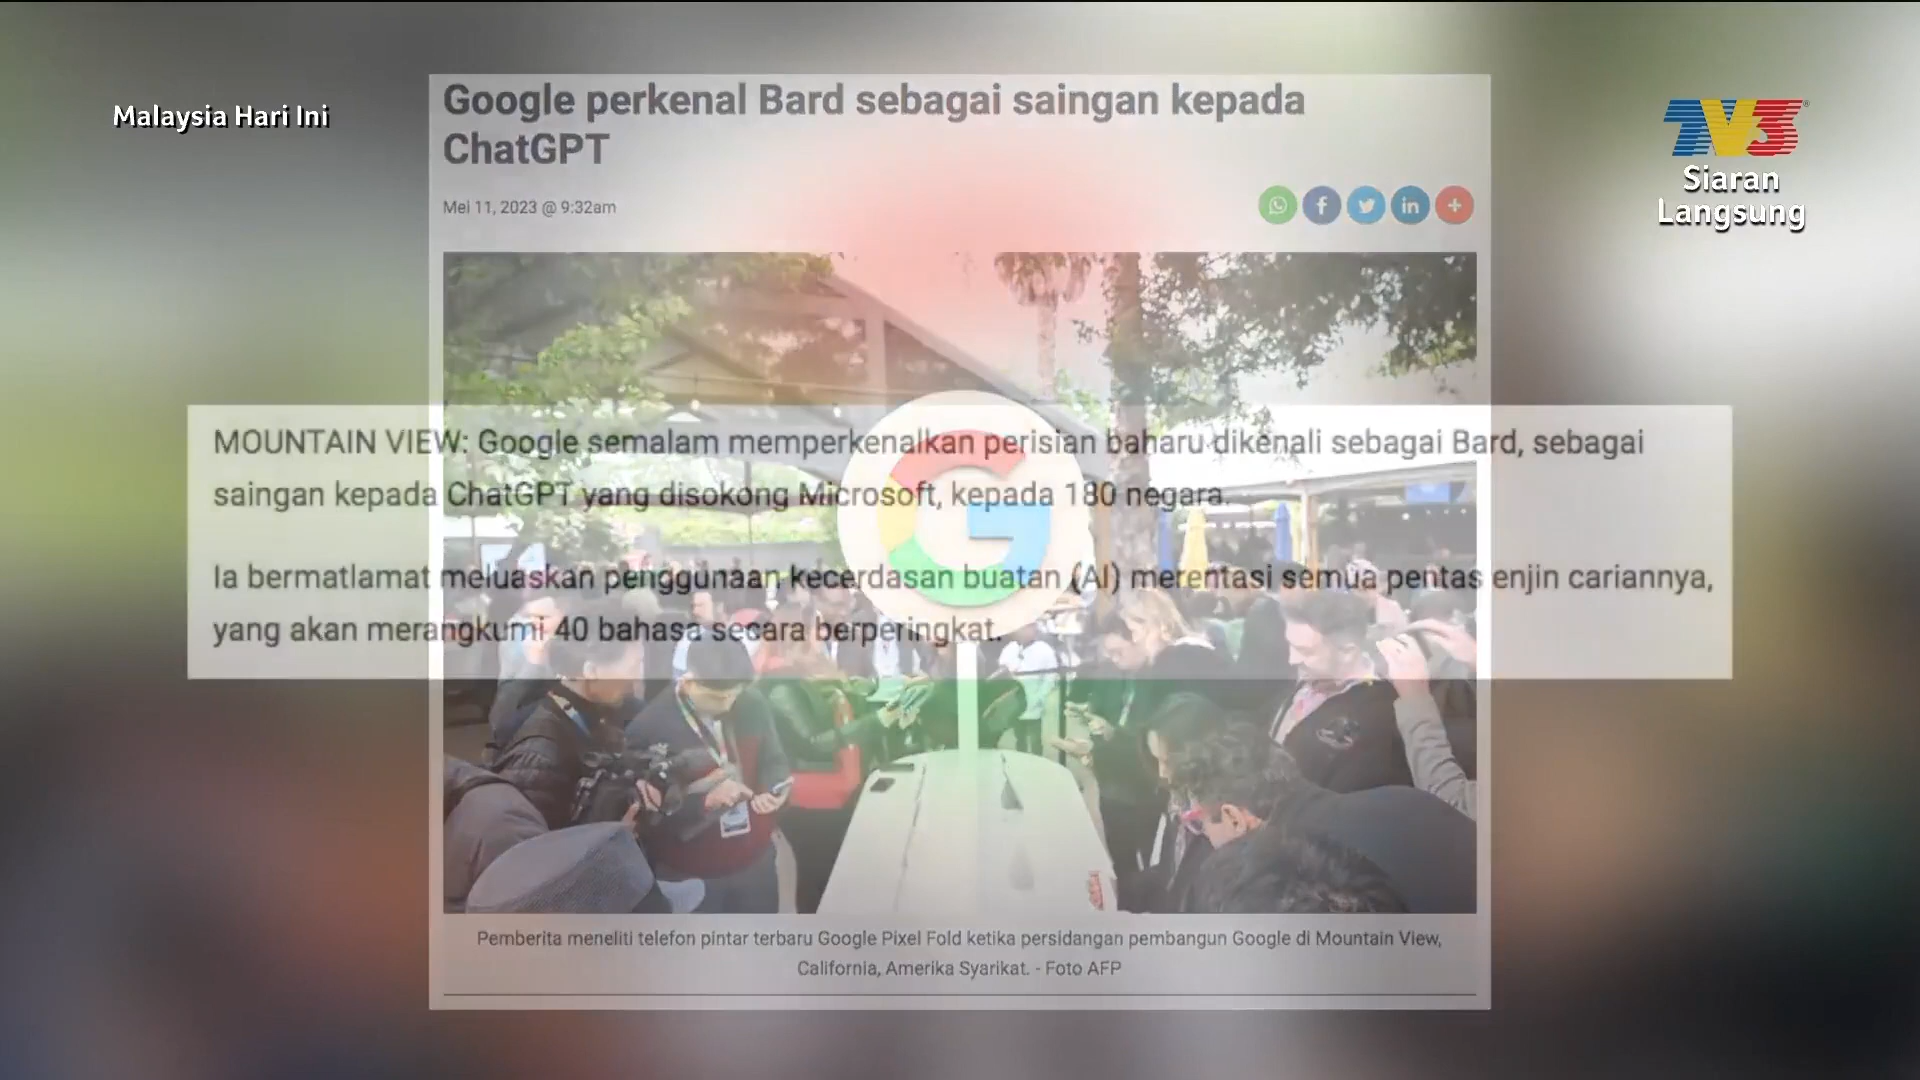 Malaysia Hari Ini
TV3
Siaran
Langsung
Google perkenal Bard sebagai saingan kepada
ChatGPT
Mei 11, 2023 @ 9:32am
MOUNTAIN VIEW: Google semalam memperkenalkan perisian baharu dikenali sebagai Bard, sebagai
saingan kepada ChatGPT yang disokong Microsoft, kepada 180 negara.
Ia bermatlamat meluaskan penggunaan kecerdasan buatan (AI) merentasi semua pentas enjin cariannya,
yang akan merangkumi 40 bahasa secara berperingkat.
Pemberita meneliti telefon pintar terbaru Google Pixel Fold ketika persidangan pembangun Google di Mountain View,
California, Amerika Syarikat. - Foto AFP